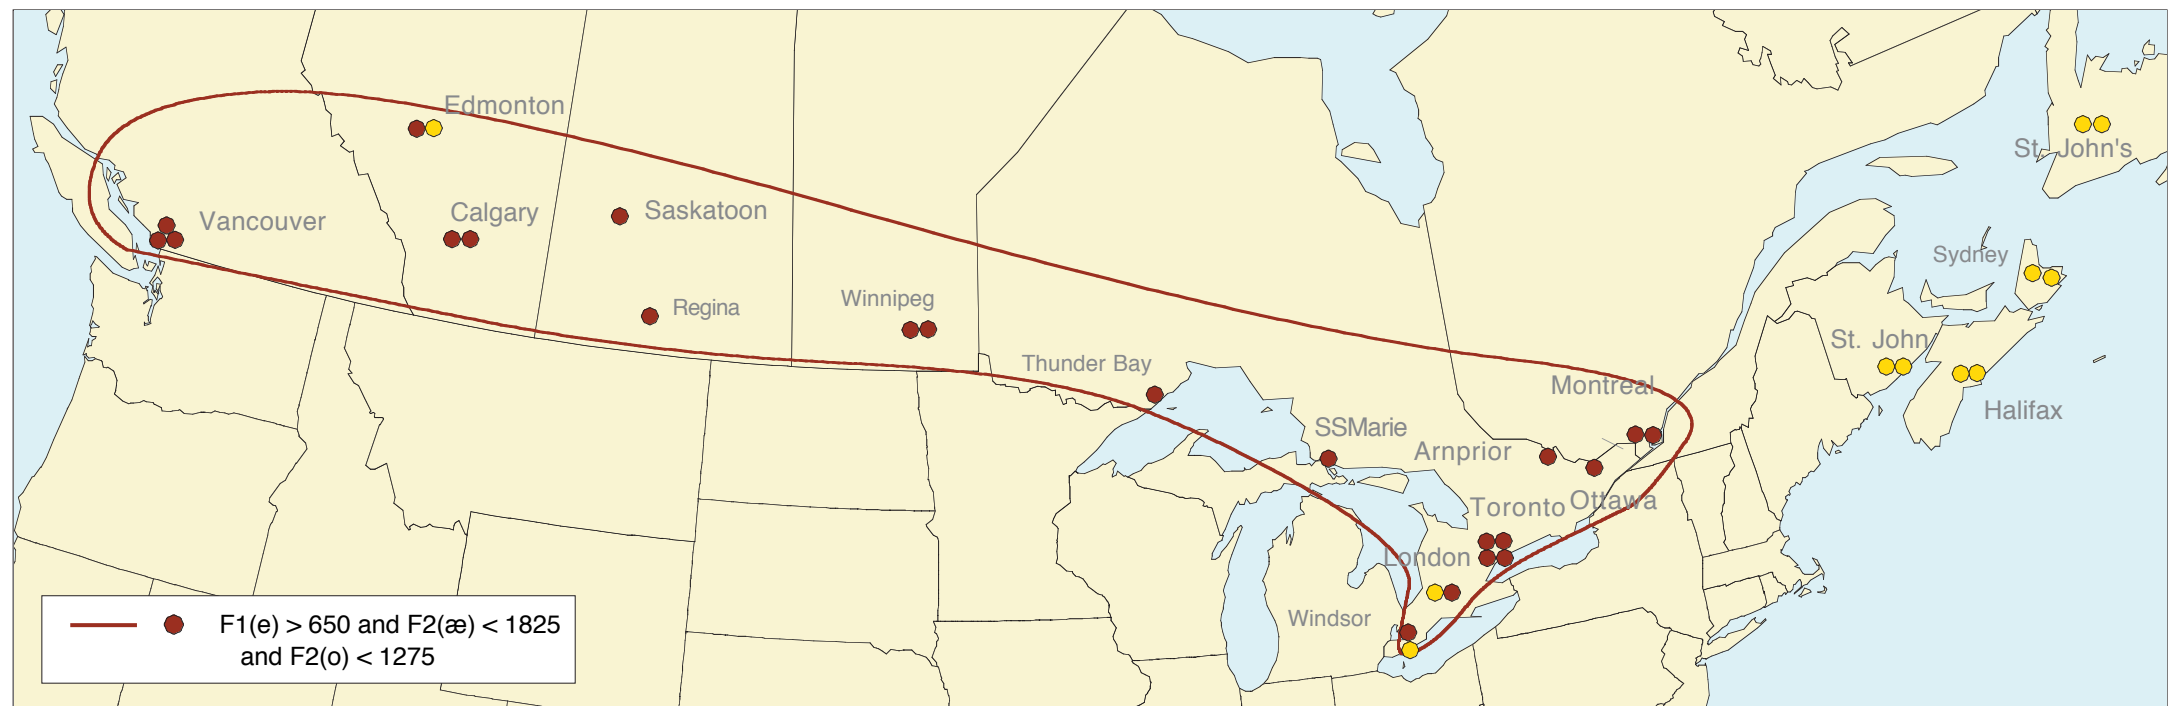 Edmonton
St. John's
Vancouver
Calgary
Saskatoon
Sydney
Regina
Winnipeg
St. John
Thunder Bay
Montreal
Halifax
SSMarie
Arnprior
Toronto
Ottawa
London
Windsor
F1(e) > 650 and F2(æ) < 1825
and F2(o) < 1275